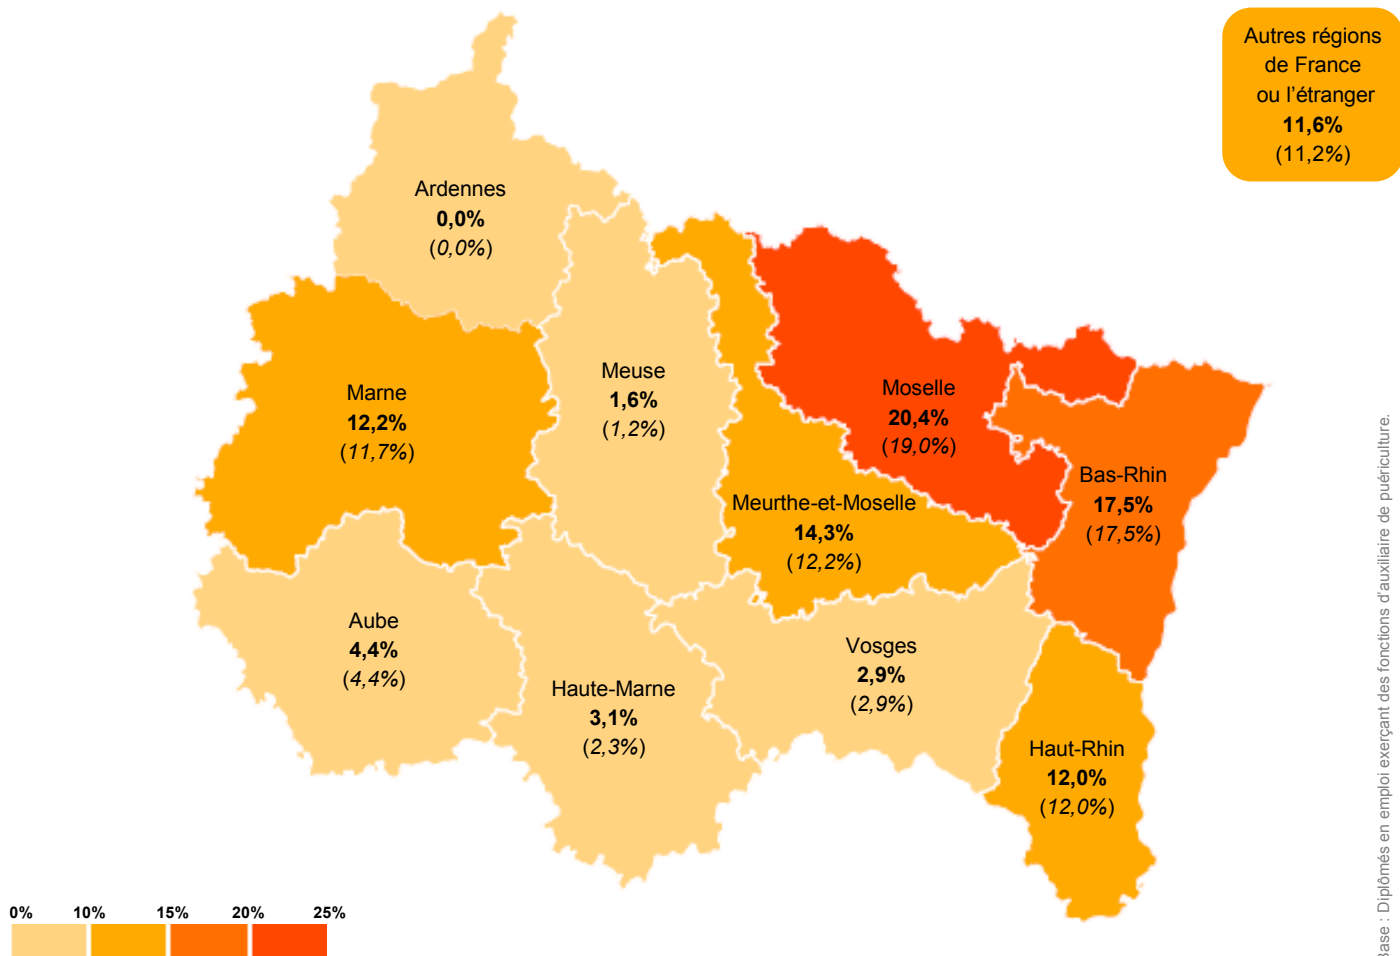 Autres régions
de France
ou l'étranger
11,6%
(11,2%)
Ardennes
0,0%
(0,0%)
Meuse
1,6%
(1,2%)
Marne
12,2%
(11,7%)
Moselle
20,4%
(19,0%)
Bas-Rhin
17,5%
(17,5%)
Meurthe-et-Moselle
14,3%
(12,2%)
Aube
4,4%
(4,4%)
Vosges
2,9%
(2,9%)
Haute-Marne
3,1%
(2,3%)
Haut-Rhin
12,0%
(12,0%)
0% 10% 15% 20% 25%
Base : Diplômés en emploi exerçant des fonctions d'auxiliaire de puériculture.